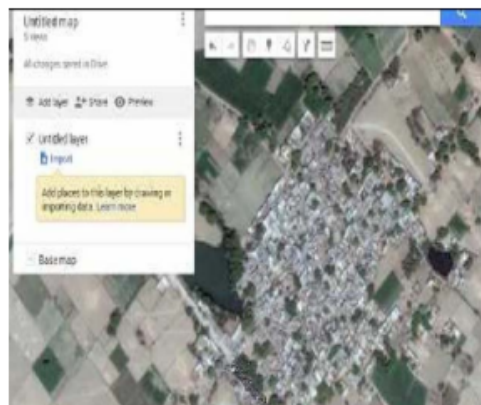 Untitled map
5 views
All changes saved in Drive
Add layer Share Preview
Untitled layer
Import
Add places to this layer by drawing or
importing data. Learn more
Base map